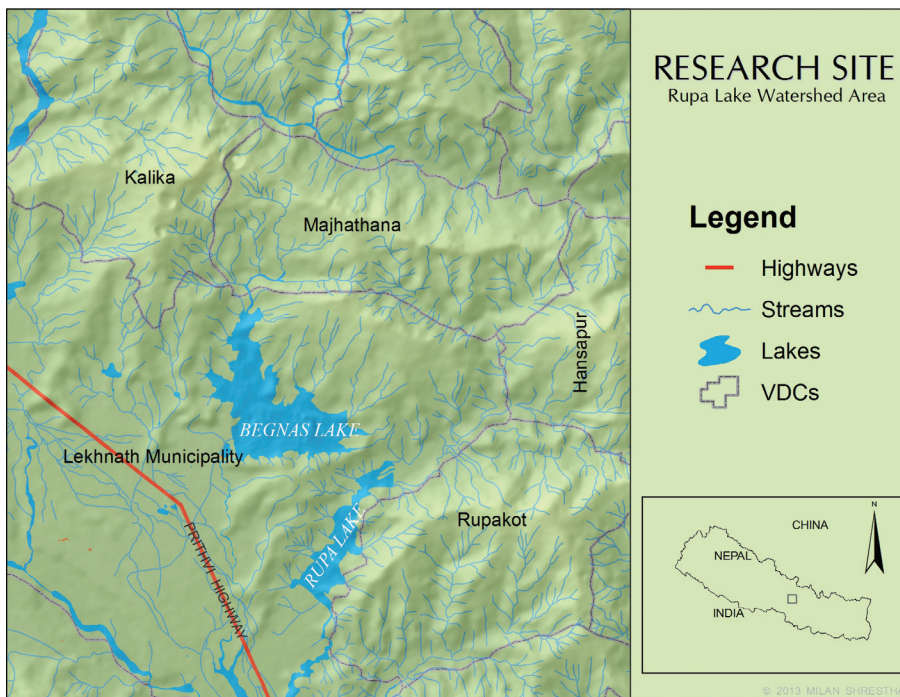 Kalika
Majhathana
Hansapur
BEGNAS LAKE
Lekhnath Municipality
Rupakot
RUPA LAKE
PRITHVI HIGHWAY
RESEARCH SITE
Rupa Lake Watershed Area
Legend
Highways
Streams
Lakes
VDCs
N
CHINA
NEPAL
INDIA
© 2013 MILAN SHRESTHA